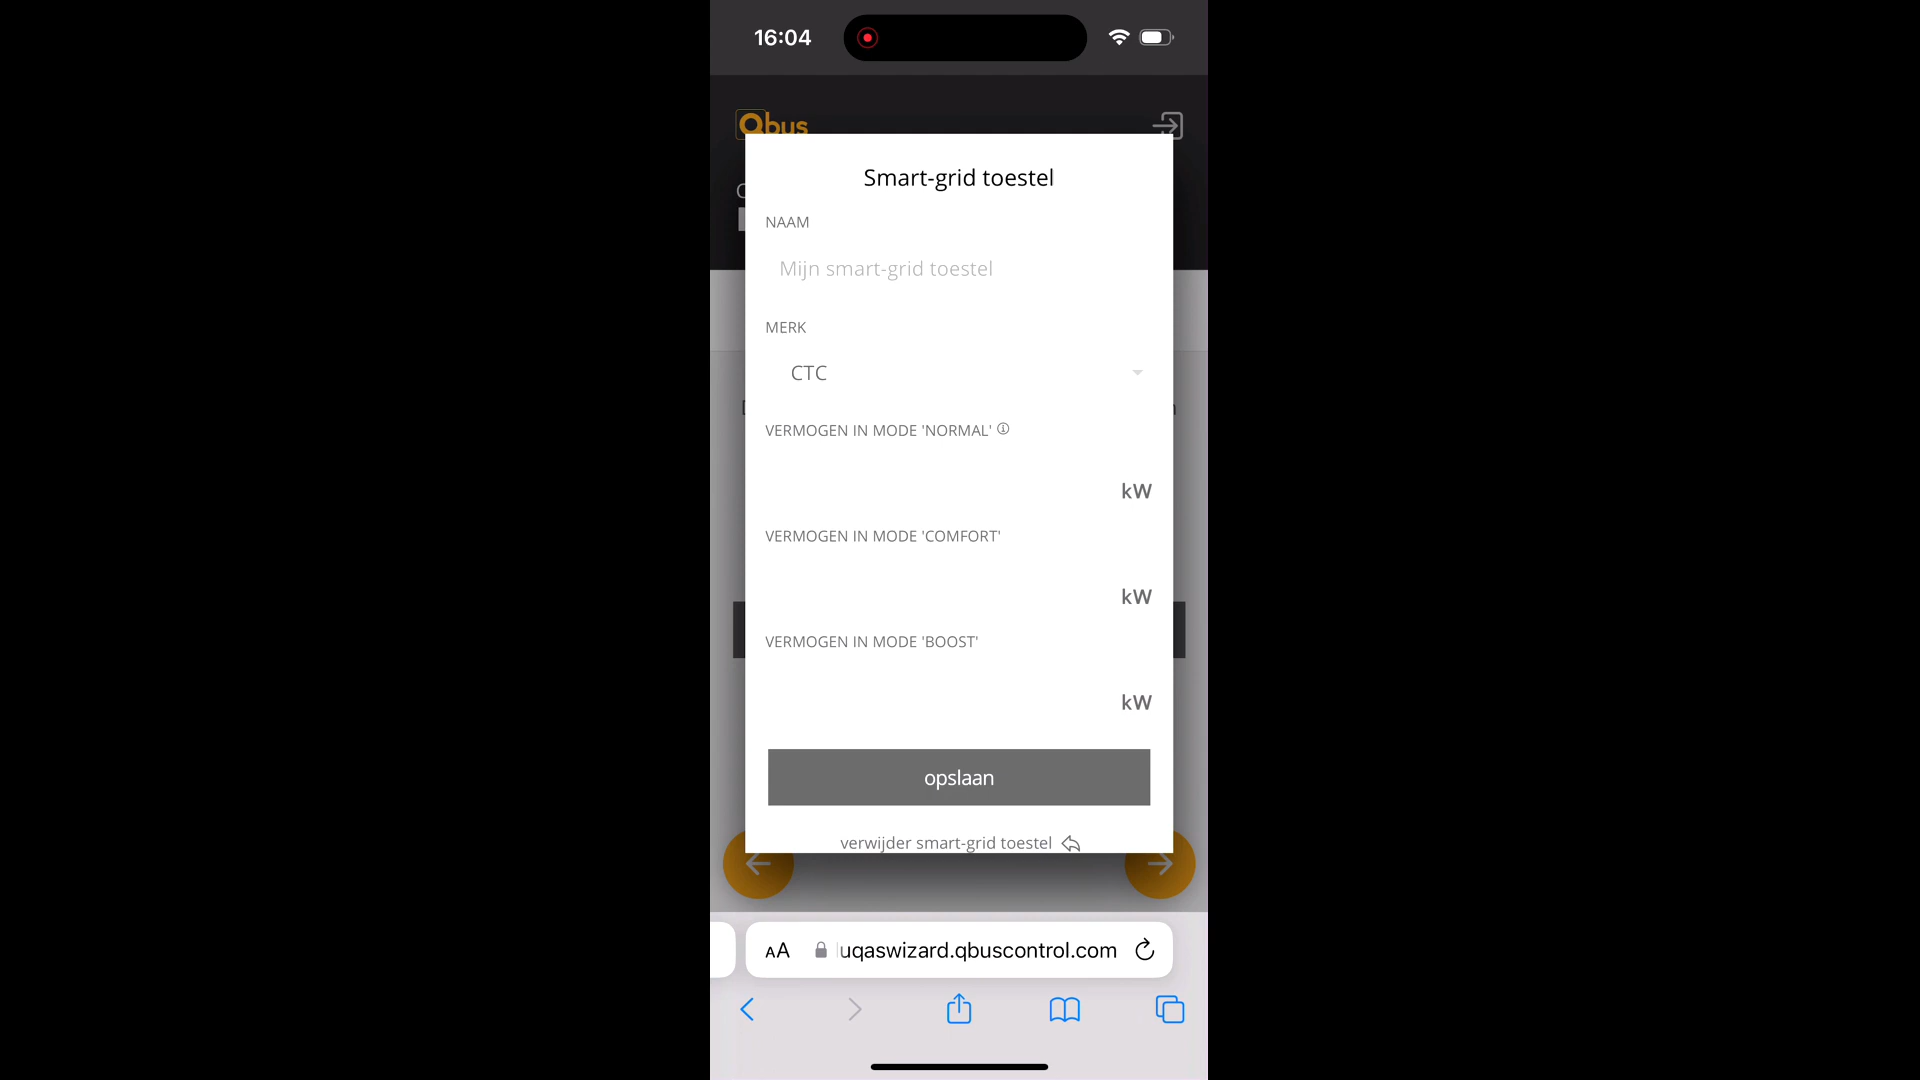 16:04
Qbus
Smart-grid toestel
NAAM
Mijn smart-grid toestel
MERK
CTC
VERMOGEN IN MODE 'NORMAL' ⓘ
kW
VERMOGEN IN MODE 'COMFORT'
kW
VERMOGEN IN MODE 'BOOST'
kW
opslaan
verwijder smart-grid toestel
AA uqaswizard.qbuscontrol.com